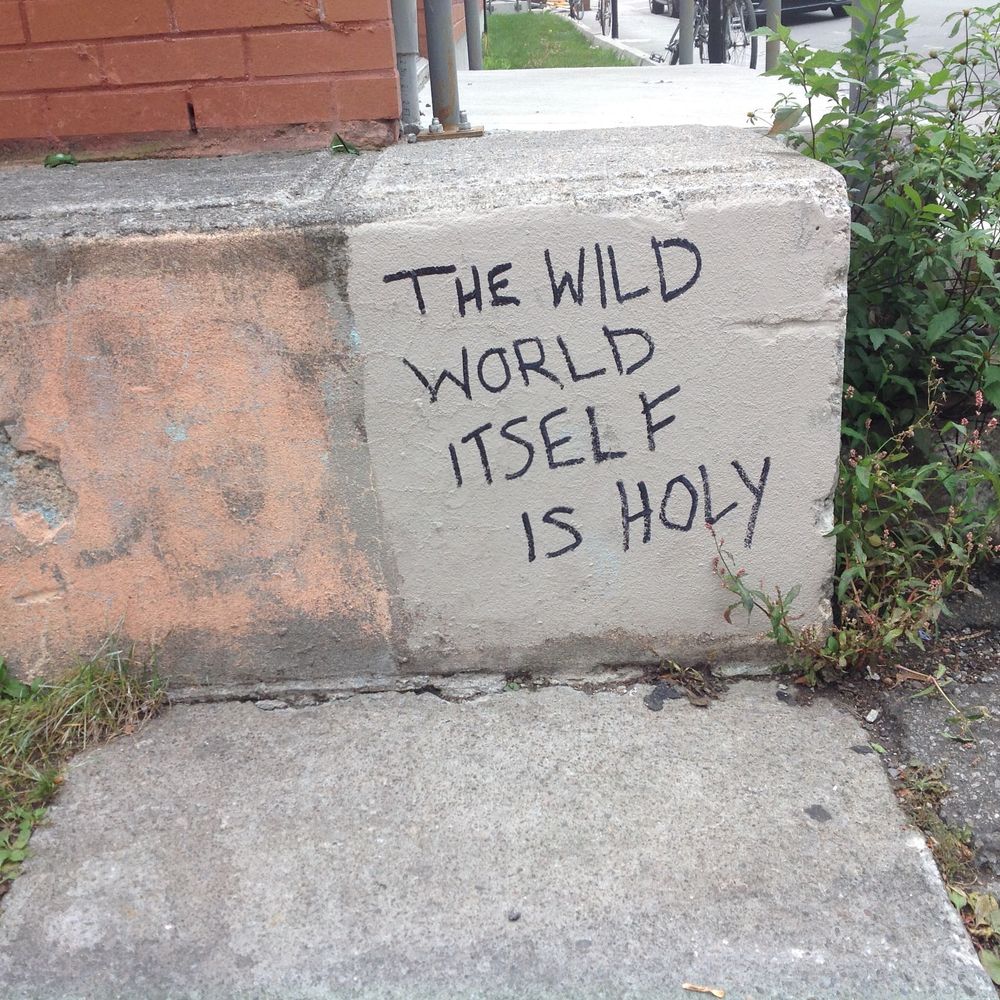 THE WILD
WORLD
ITSELF
IS HOLY